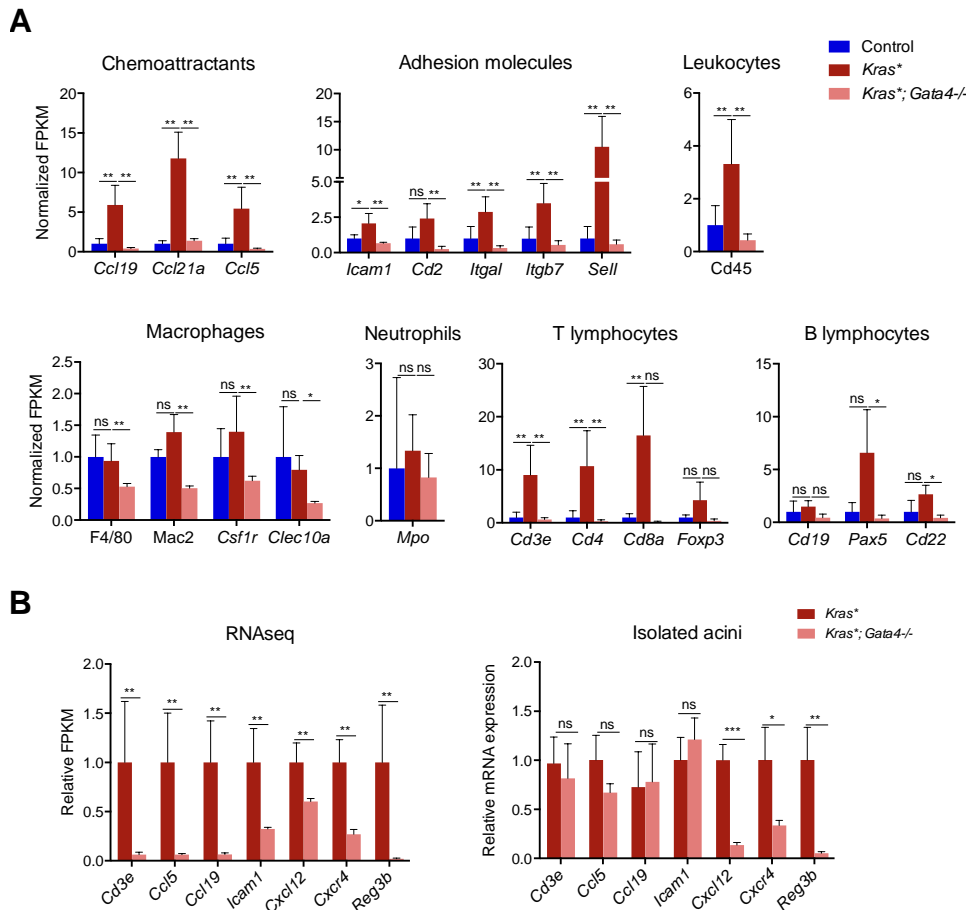 A
Control
Kras*
Kras*; Gata4-/-
Chemoattractants
Normalized FPKM
20
15
10
5
0
** **
** **
** **
Ccl19 Ccl21a Ccl5
Adhesion molecules
20
15
10
5.0
2.5
0.0
* **
ns **
** **
** **
** **
Icam1 Cd2 Itgal Itgb7 Sell
Leukocytes
6
4
2
0
** **
Cd45
Macrophages
Normalized FPKM
2.5
2.0
1.5
1.0
0.5
0.0
ns **
ns **
ns **
ns *
F4/80 Mac2 Csf1r Clec10a
Neutrophils
3
2
1
0
ns ns
Mpo
T lymphocytes
30
20
10
0
** **
** **
** ns
ns ns
Cd3e Cd4 Cd8a Foxp3
B lymphocytes
15
10
5
0
ns ns
ns *
ns *
Cd19 Pax5 Cd22
B
Kras*
Kras*; Gata4-/-
RNAseq
Relative FPKM
2.0
1.5
1.0
0.5
0.0
** ** ** ** ** ** **
Cd3e Ccl5 Ccl19 Icam1 Cxcl12 Cxcr4 Reg3b
Isolated acini
Relative mRNA expression
2.0
1.5
1.0
0.5
0.0
ns ns ns ns *** * **
Cd3e Ccl5 Ccl19 Icam1 Cxcl12 Cxcr4 Reg3b